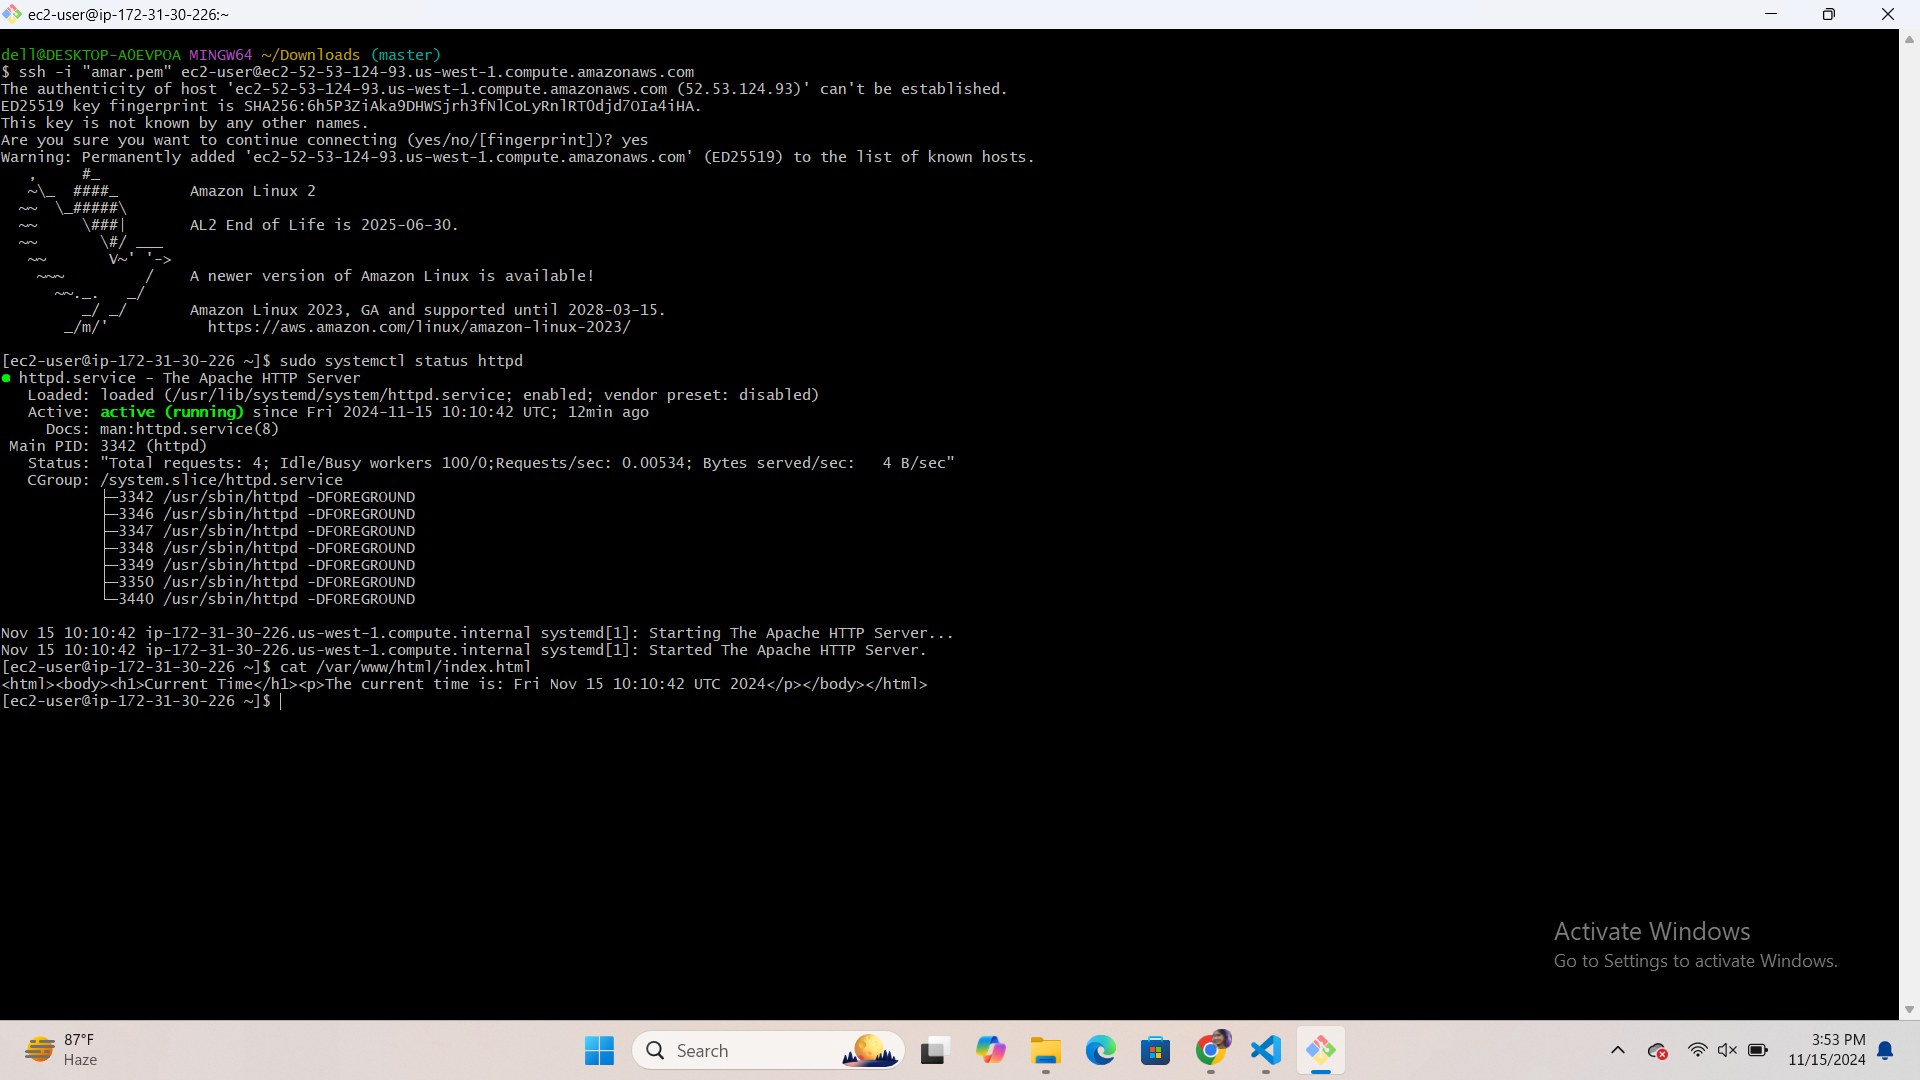 ec2-user@ip-172-31-30-226:~
dell@DESKTOP-A0EVPOA MINGW64 ~/Downloads (master)
$ ssh -i "amar.pem" ec2-user@ec2-52-53-124-93.us-west-1.compute.amazonaws.com
The authenticity of host 'ec2-52-53-124-93.us-west-1.compute.amazonaws.com (52.53.124.93)' can't be established.
ED25519 key fingerprint is SHA256:6h5P3ZiAka9DHWSjrh3fNlCoLyRnlRT0djd7OIa4iHA.
This key is not known by any other names.
Are you sure you want to continue connecting (yes/no/[fingerprint])? yes
Warning: Permanently added 'ec2-52-53-124-93.us-west-1.compute.amazonaws.com' (ED25519) to the list of known hosts.
   ,     #_
   ~\_  ####_        Amazon Linux 2
  ~~  \_#####\
  ~~     \###|       AL2 End of Life is 2025-06-30.
  ~~       \#/ ___
   ~~       V~' '->
    ~~~         /    A newer version of Amazon Linux is available!
      ~~._.   _/
         _/ _/       Amazon Linux 2023, GA and supported until 2028-03-15.
       _/m/'           https://aws.amazon.com/linux/amazon-linux-2023/
[ec2-user@ip-172-31-30-226 ~]$ sudo systemctl status httpd
● httpd.service - The Apache HTTP Server
   Loaded: loaded (/usr/lib/systemd/system/httpd.service; enabled; vendor preset: disabled)
   Active: active (running) since Fri 2024-11-15 10:10:42 UTC; 12min ago
     Docs: man:httpd.service(8)
 Main PID: 3342 (httpd)
   Status: "Total requests: 4; Idle/Busy workers 100/0;Requests/sec: 0.00534; Bytes served/sec:   4 B/sec"
   CGroup: /system.slice/httpd.service
           ├─3342 /usr/sbin/httpd -DFOREGROUND
           ├─3346 /usr/sbin/httpd -DFOREGROUND
           ├─3347 /usr/sbin/httpd -DFOREGROUND
           ├─3348 /usr/sbin/httpd -DFOREGROUND
           ├─3349 /usr/sbin/httpd -DFOREGROUND
           ├─3350 /usr/sbin/httpd -DFOREGROUND
           └─3440 /usr/sbin/httpd -DFOREGROUND
Nov 15 10:10:42 ip-172-31-30-226.us-west-1.compute.internal systemd[1]: Starting The Apache HTTP Server...
Nov 15 10:10:42 ip-172-31-30-226.us-west-1.compute.internal systemd[1]: Started The Apache HTTP Server.
[ec2-user@ip-172-31-30-226 ~]$ cat /var/www/html/index.html
<html><body><h1>Current Time</h1><p>The current time is: Fri Nov 15 10:10:42 UTC 2024</p></body></html>
[ec2-user@ip-172-31-30-226 ~]$
Activate Windows
Go to Settings to activate Windows.
87°F
Haze
Search
3:53 PM
11/15/2024